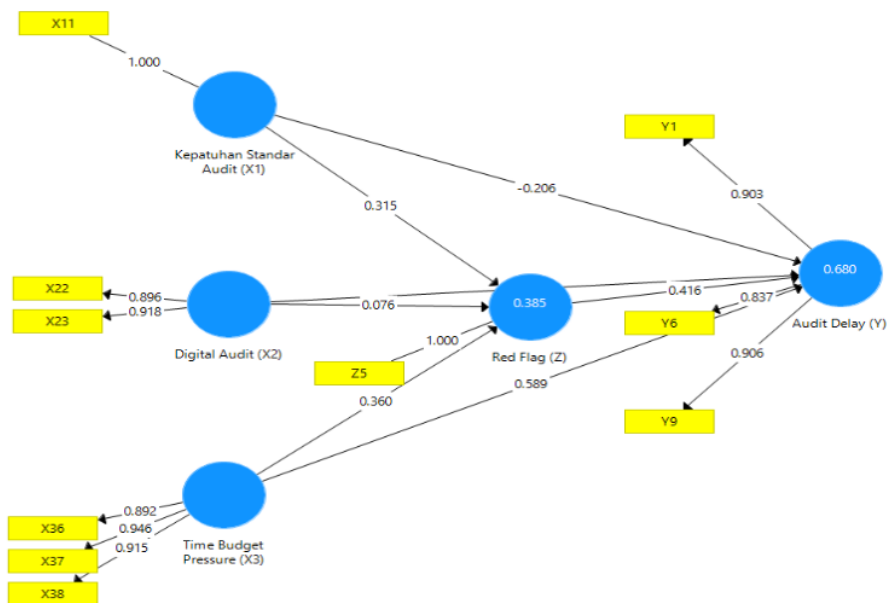 X11
1.000
Kepatuhan Standar
Audit (X1)
Y1
-0.206
0.903
0.315
X22
0.896
X23
0.918
0.076
0.385
0.416
0.680
Y6
0.837
Digital Audit (X2)
1.000
Red Flag (Z)
Audit Delay (Y)
Z5
0.360
0.589
0.906
Y9
X36
0.892
X37
0.946
X38
0.915
Time Budget
Pressure (X3)